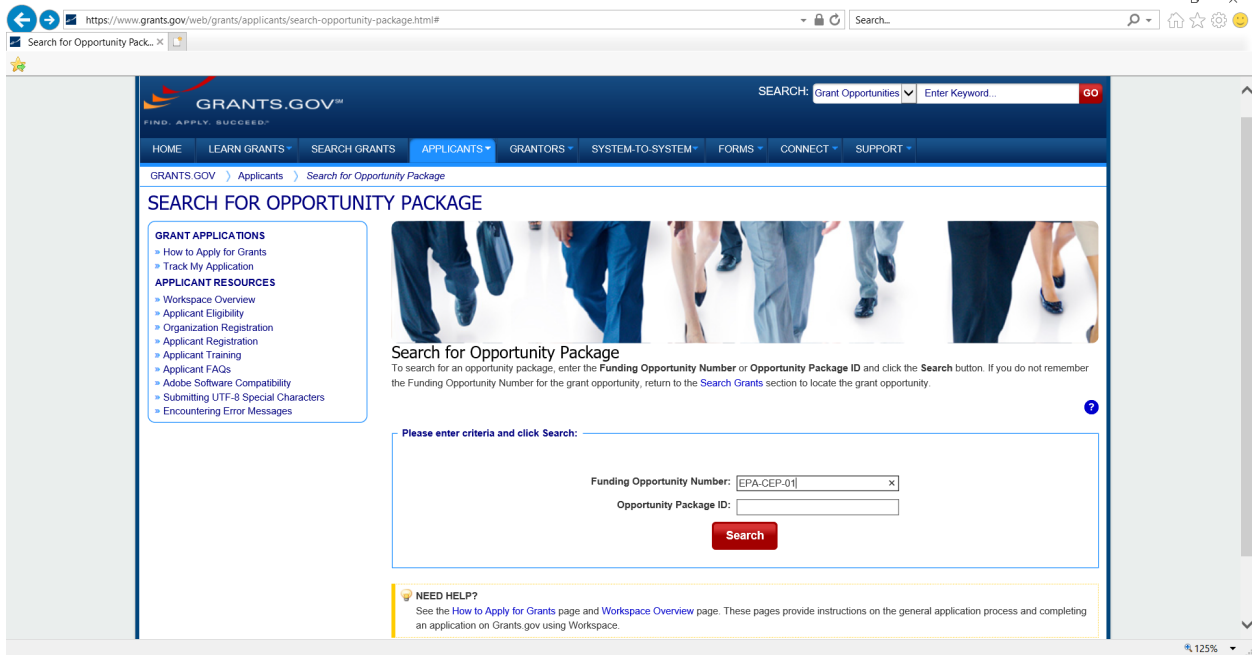 https://www.grants.gov/web/grants/applicants/search-opportunity-package.html#
Search...
Search for Opportunity Pack...
GRANTS.GOV℠
FIND. APPLY. SUCCEED.℠
SEARCH: Grant Opportunities Enter Keyword... GO
HOME LEARN GRANTS SEARCH GRANTS APPLICANTS GRANTORS SYSTEM-TO-SYSTEM FORMS CONNECT SUPPORT
GRANTS.GOV 〉 Applicants 〉 Search for Opportunity Package
SEARCH FOR OPPORTUNITY PACKAGE
GRANT APPLICATIONS
» How to Apply for Grants
» Track My Application
APPLICANT RESOURCES
» Workspace Overview
» Applicant Eligibility
» Organization Registration
» Applicant Registration
» Applicant Training
» Applicant FAQs
» Adobe Software Compatibility
» Submitting UTF-8 Special Characters
» Encountering Error Messages
Search for Opportunity Package
To search for an opportunity package, enter the Funding Opportunity Number or Opportunity Package ID and click the Search button. If you do not remember
the Funding Opportunity Number for the grant opportunity, return to the Search Grants section to locate the grant opportunity.
?
Please enter criteria and click Search:
Funding Opportunity Number: EPA-CEP-01
Opportunity Package ID:
Search
NEED HELP?
See the How to Apply for Grants page and Workspace Overview page. These pages provide instructions on the general application process and completing
an application on Grants.gov using Workspace.
125%